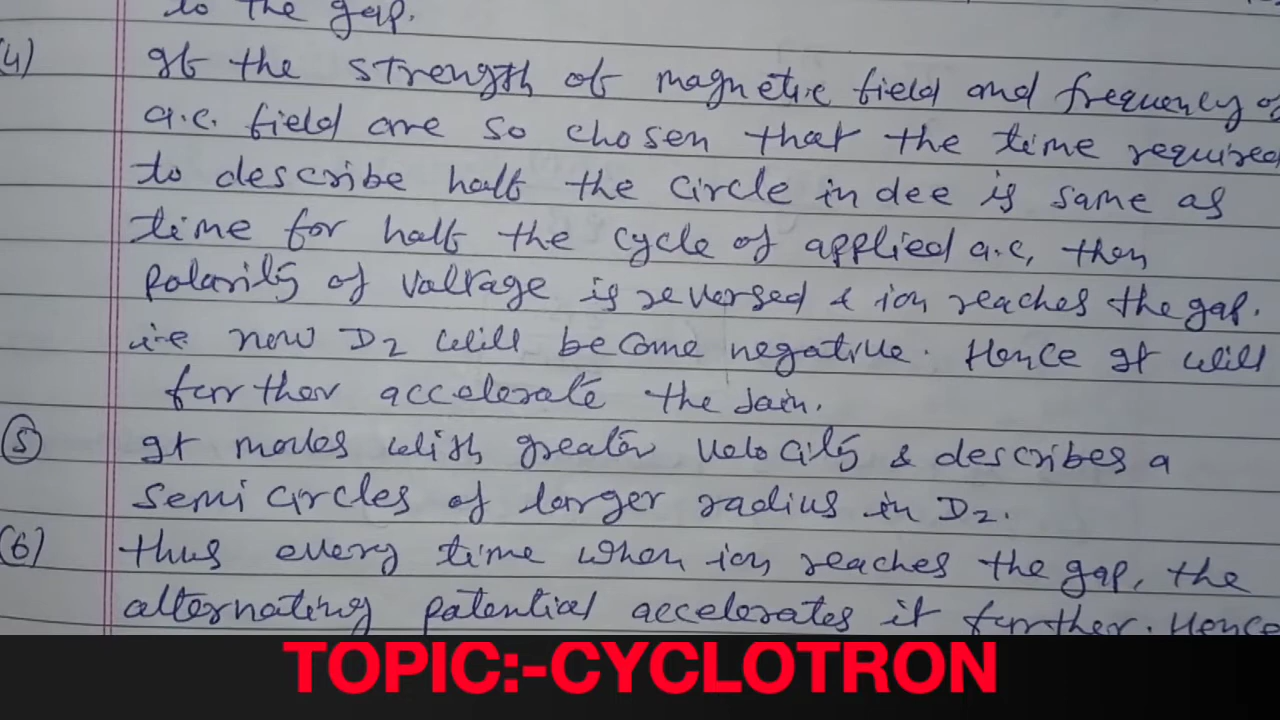 to the gap.
(4) If the strength of magnetic field and frequency of
a.c. field are so chosen that the time required
to describe half the circle in dee is same as
time for half the cycle of applied a.c, then
polarity of voltage is reversed & ion reaches the gap.
i.e now D2 will become negative. Hence It will
further accelerate the
(5) It moves with greater velocity & describes a
semi circles of larger radius in D2.
(6) thus every time when ion reaches the gap, the
alternating potential accelerates it further. Hence
TOPIC:-CYCLOTRON